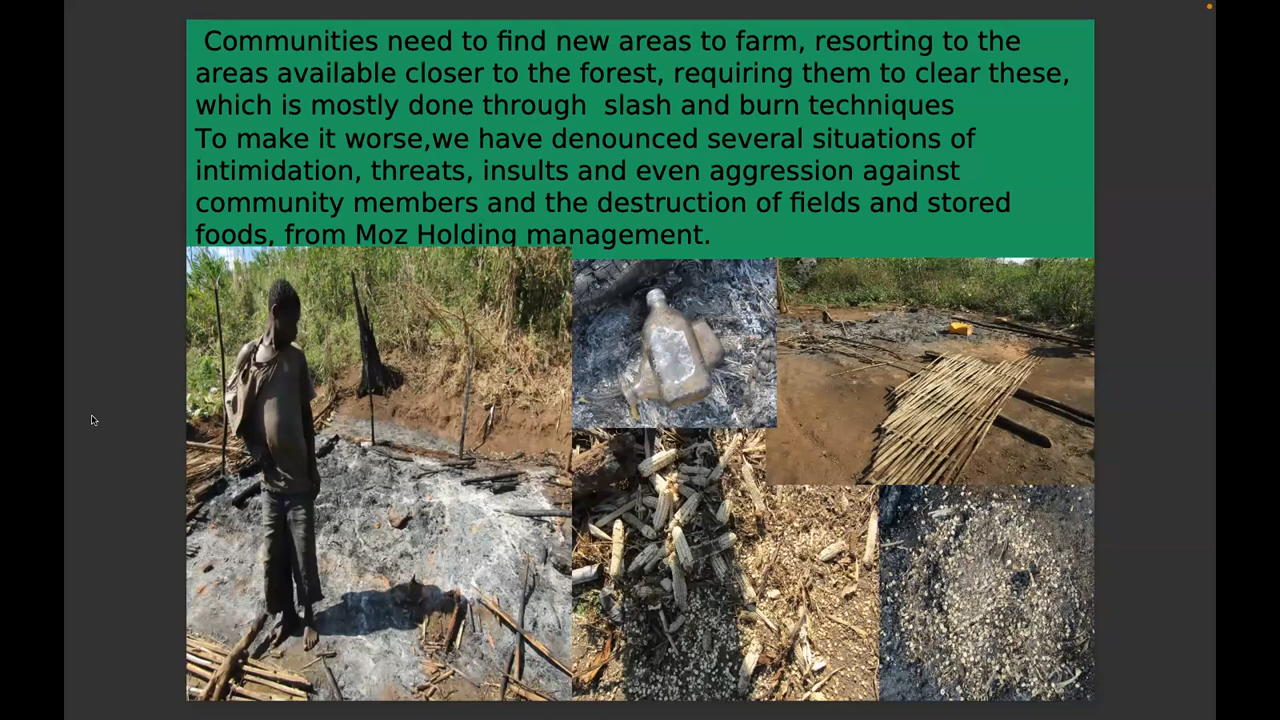 Communities need to find new areas to farm, resorting to the
areas available closer to the forest, requiring them to clear these,
which is mostly done through  slash and burn techniques
To make it worse,we have denounced several situations of
intimidation, threats, insults and even aggression against
community members and the destruction of fields and stored
foods, from Moz Holding management.